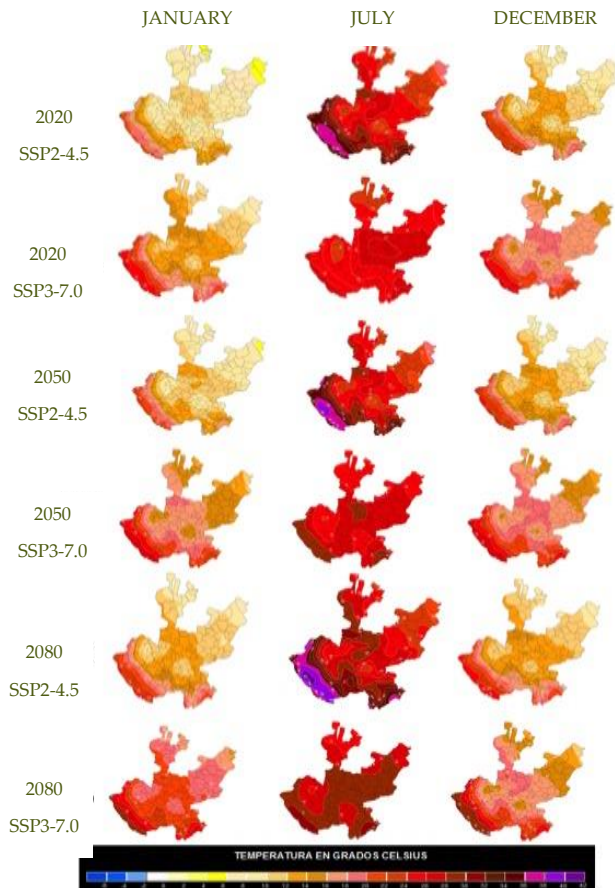 JANUARY JULY DECEMBER
2020
SSP2-4.5
2020
SSP3-7.0
2050
SSP2-4.5
2050
SSP3-7.0
2080
SSP2-4.5
2080
SSP3-7.0
TEMPERATURA EN GRADOS CELSIUS